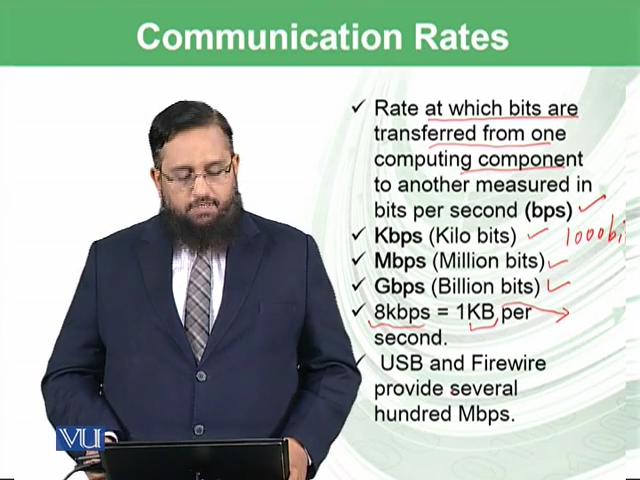 Communication Rates
✓ Rate at which bits are
transferred from one
computing component
to another measured in
bits per second (bps)
✓ Kbps (Kilo bits) 1000bi
✓ Mbps (Million bits)
✓ Gbps (Billion bits)
✓ 8kbps = 1KB per
second.
✓ USB and Firewire
provide several
hundred Mbps.
VU